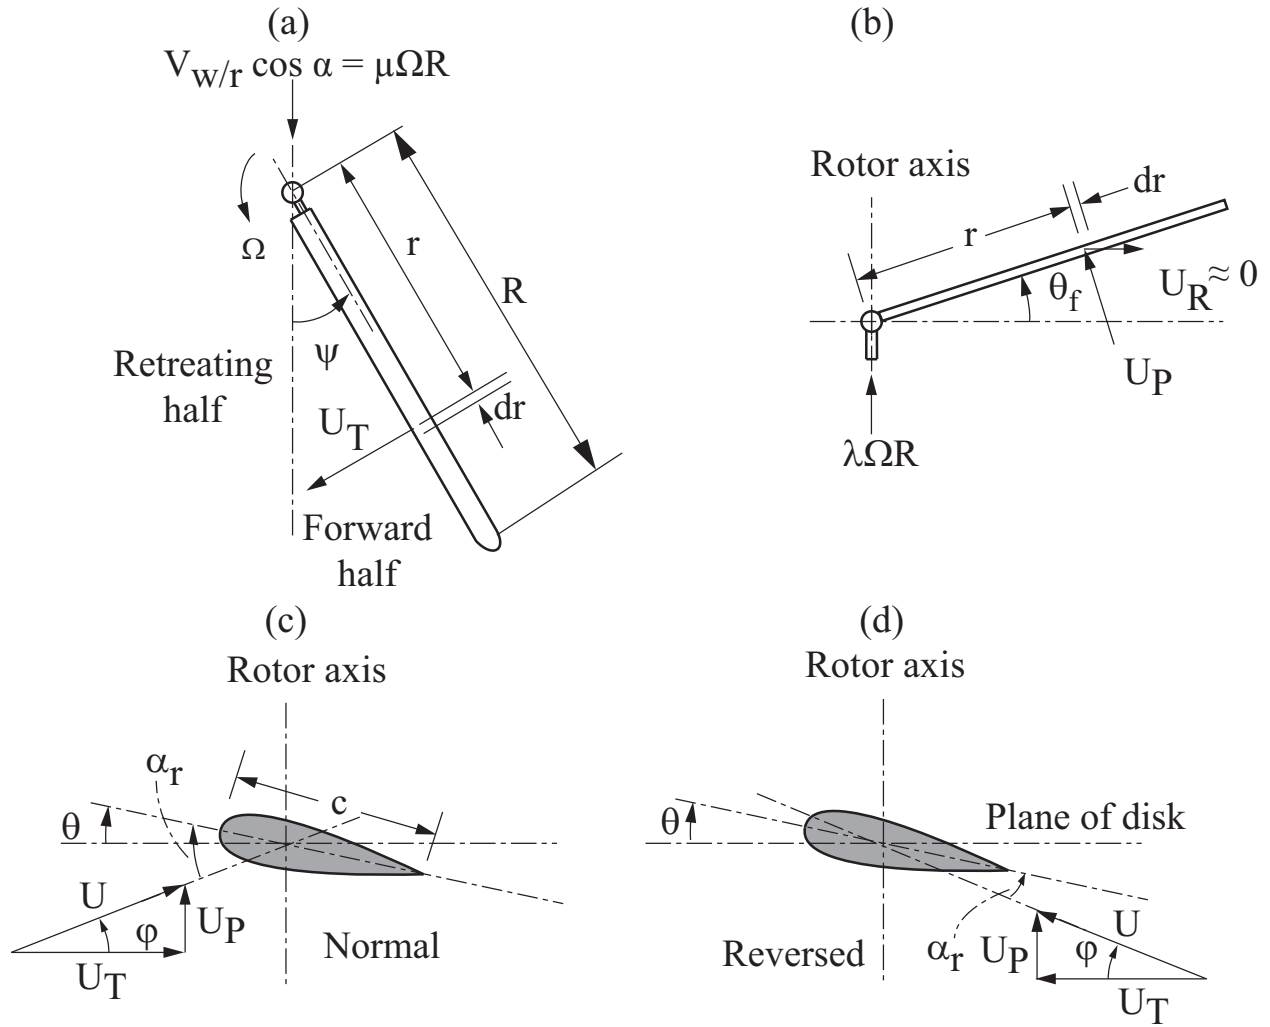 (a)
V_w/r cos α = μΩR
Ω
r
R
ψ
Retreating
half
U_T
dr
Forward
half
(b)
Rotor axis
dr
r
θ_f
U_R ≈ 0
U_P
λΩR
(c)
Rotor axis
α_r
c
θ
U
φ
U_P
U_T
Normal
(d)
Rotor axis
θ
Plane of disk
α_r
U_P
φ
U
U_T
Reversed